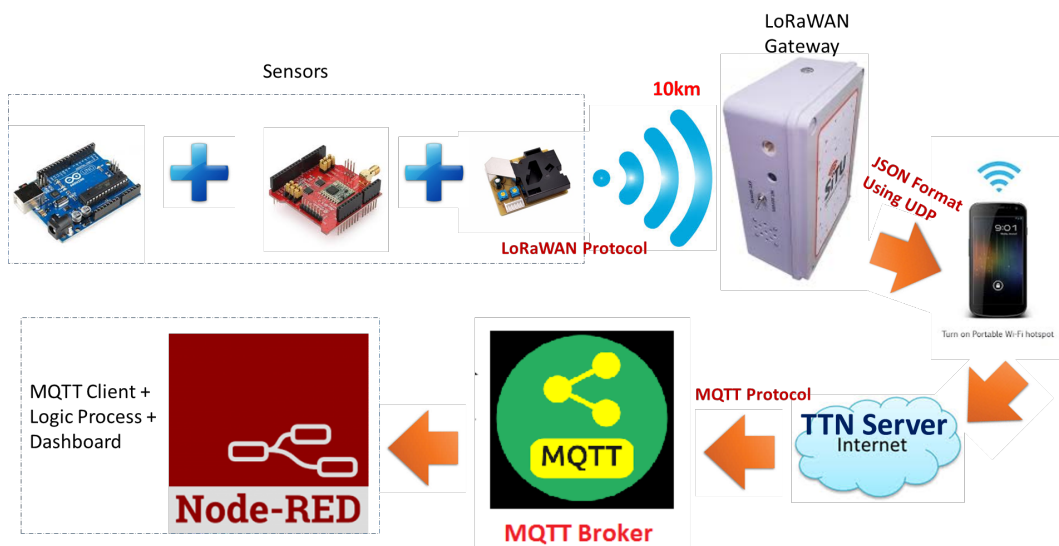 LoRaWAN
Gateway
Sensors
10km
SiTU
JSON Format
Using UDP
9:01
LoRaWAN Protocol
Turn on Portable Wi-Fi hotspot
MQTT Client +
Logic Process +
Dashboard
MQTT Protocol
TTN Server
Internet
MQTT
Node-RED
MQTT Broker